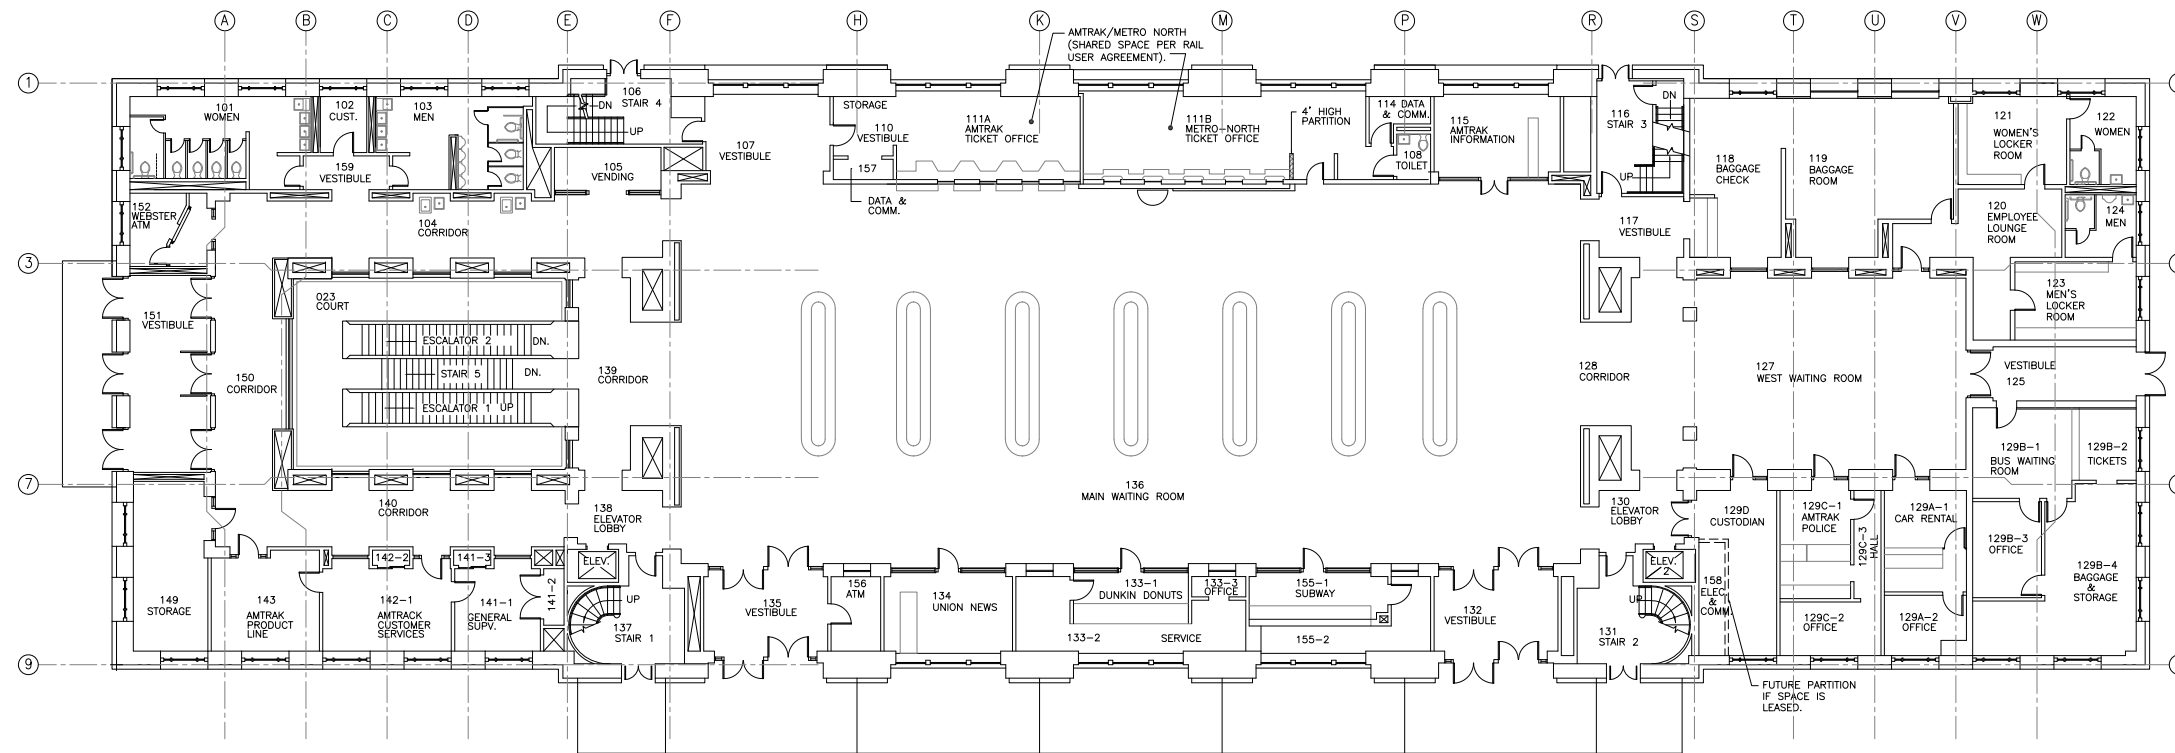 A B C D E F H K M P R S T U V W
AMTRAK/METRO NORTH
(SHARED SPACE PER RAIL
USER AGREEMENT).
1
101
WOMEN
102
CUST.
103
MEN
106
STAIR 4
DN
UP
STORAGE
110
VESTIBULE
111A
AMTRAK
TICKET OFFICE
111B
METRO-NORTH
TICKET OFFICE
4' HIGH
PARTITION
114 DATA
& COMM.
115
AMTRAK
INFORMATION
108
TOILET
116
STAIR 3
DN
UP
118
BAGGAGE
CHECK
119
BAGGAGE
ROOM
121
WOMEN'S
LOCKER
ROOM
122
WOMEN
107
VESTIBULE
159
VESTIBULE
105
VENDING
157
DATA &
COMM.
152
WEBSTER
ATM
104
CORRIDOR
117
VESTIBULE
120
EMPLOYEE
LOUNGE
ROOM
124
MEN
3
023
COURT
123
MEN'S
LOCKER
ROOM
151
VESTIBULE
ESCALATOR 2
DN.
STAIR 5
DN.
ESCALATOR 1 UP
150
CORRIDOR
139
CORRIDOR
128
CORRIDOR
127
WEST WAITING ROOM
VESTIBULE
125
129B-1
BUS WAITING
ROOM
129B-2
TICKETS
7
136
MAIN WAITING ROOM
140
CORRIDOR
138
ELEVATOR
LOBBY
130
ELEVATOR
LOBBY
129D
CUSTODIAN
129C-1
AMTRAK
POLICE
129C-3
HALL
129A-1
CAR RENTAL
129B-3
OFFICE
129B-4
BAGGAGE
&
STORAGE
142-2
141-3
ELEV.
ELEV.
2
149
STORAGE
143
AMTRAK
PRODUCT
LINE
142-1
AMTRACK
CUSTOMER
SERVICES
141-1
GENERAL
SUPV.
141-2
UP
137
STAIR 1
135
VESTIBULE
156
ATM
134
UNION NEWS
133-1
DUNKIN DONUTS
133-3
OFFICE
155-1
SUBWAY
133-2
SERVICE
155-2
132
VESTIBULE
UP
131
STAIR 2
158
ELEC.
&
COMM.
129C-2
OFFICE
129A-2
OFFICE
9
FUTURE PARTITION
IF SPACE IS
LEASED.